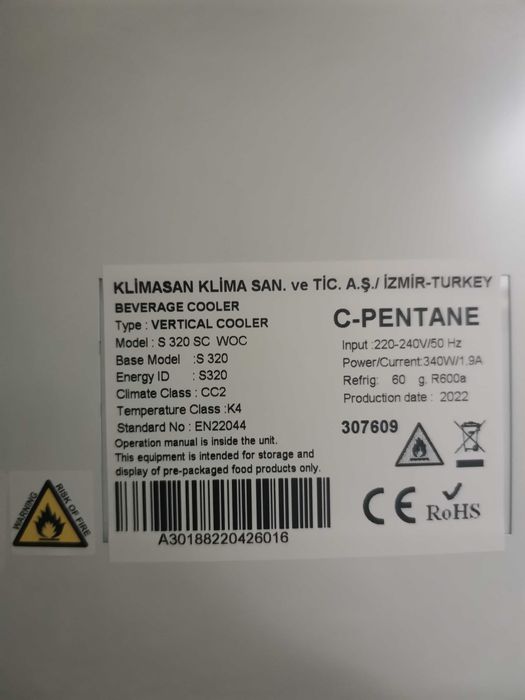 KLİMASAN KLİMA SAN. ve TİC. A.Ş./ İZMİR-TURKEY
BEVERAGE COOLER
Type : VERTICAL COOLER
Model : S 320 SC WOC
Base Model :S 320
Energy ID : S320
Climate Class : CC2
Temperature Class :K4
Standard No : EN22044
Operation manual is inside the unit.
This equipment is intended for storage and
display of pre-packaged food products only.
C-PENTANE
Input :220-240V/50 Hz
Power/Current:340W/1.9A
Refrig: 60 g. R600a
Production date : 2022
307609
CE
RoHS
A30188220426016
WARNING
RISK OF FIRE